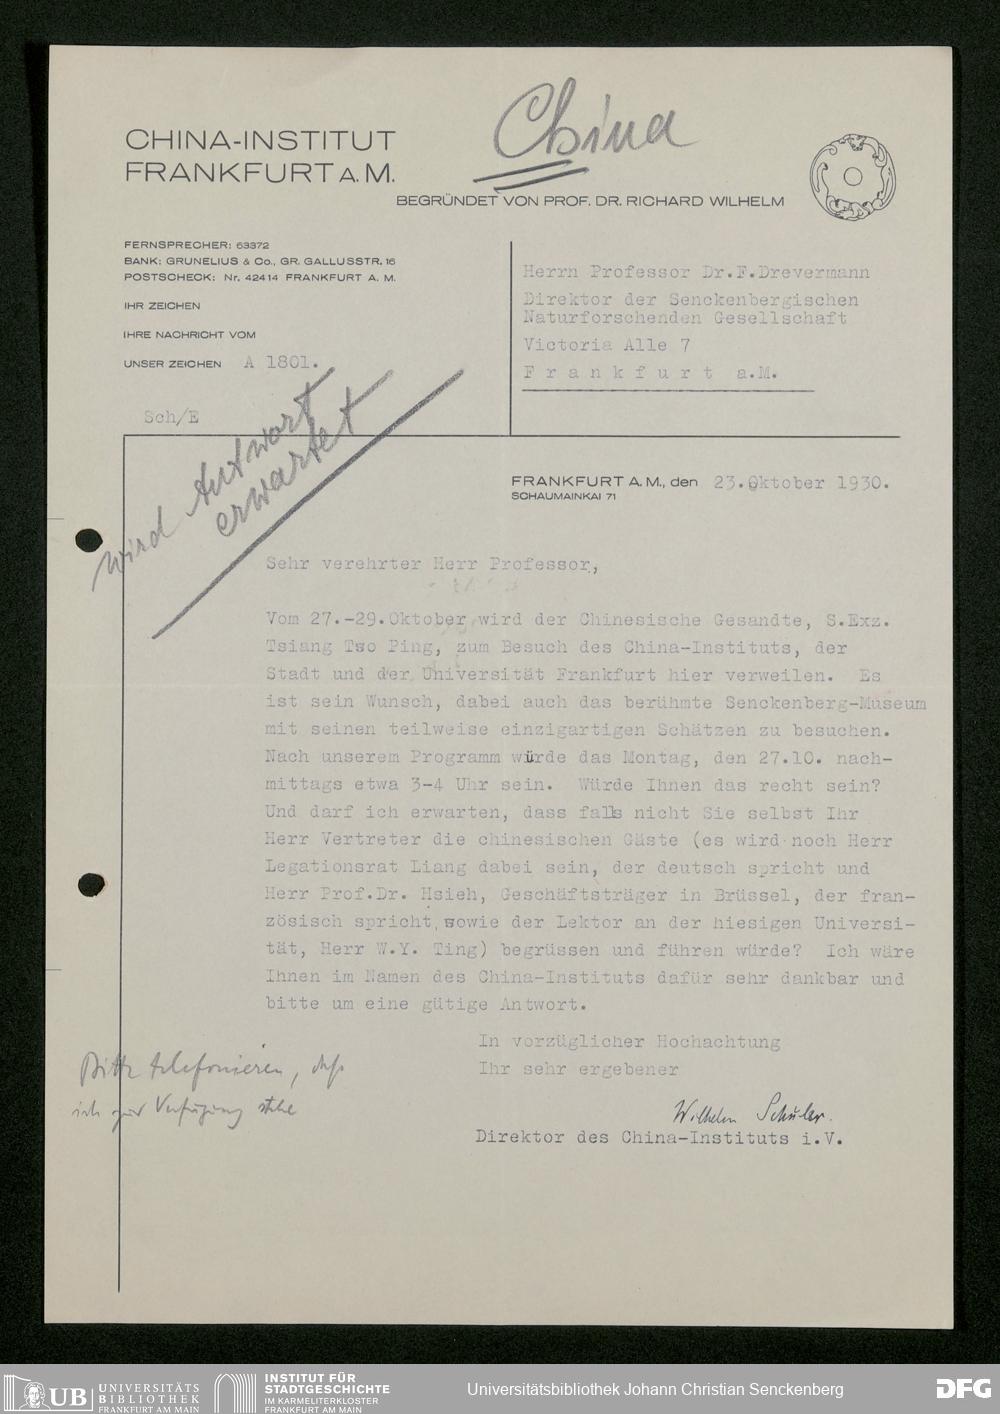 China
CHINA-INSTITUT
FRANKFURT A. M.
BEGRÜNDET VON PROF. DR. RICHARD WILHELM
FERNSPRECHER: 63372
BANK: GRUNELIUS & Co., GR. GALLUSSTR. 16
POSTSCHECK: Nr. 42414 FRANKFURT A. M.
IHR ZEICHEN
IHRE NACHRICHT VOM
UNSER ZEICHEN A 1801.
Sch/E
Herrn Professor Dr.F.Drevermann
Direktor der Senckenbergischen
Naturforschenden Gesellschaft
Victoria Alle 7
Frankfurt a.M.
wird Antwort
erwartet
FRANKFURT A. M., den 23.Oktober 1930.
SCHAUMAINKAI 71
Sehr verehrter Herr Professor,
Vom 27.-29.Oktober wird der Chinesische Gesandte, S.Exz.
Tsiang Tso Ping, zum Besuch des China-Instituts, der
Stadt und der Universität Frankfurt hier verweilen. Es
ist sein Wunsch, dabei auch das berühmte Senckenberg-Museum
mit seinen teilweise einzigartigen Schätzen zu besuchen.
Nach unserem Programm würde das Montag, den 27.10. nach-
mittags etwa 3-4 Uhr sein. Würde Ihnen das recht sein?
Und darf ich erwarten, dass falls nicht Sie selbst Ihr
Herr Vertreter die chinesischen Gäste (es wird noch Herr
Legationsrat Liang dabei sein, der deutsch spricht und
Herr Prof.Dr. Hsieh, Geschäftsträger in Brüssel, der fran-
zösisch spricht, sowie der Lektor an der hiesigen Universi-
tät, Herr W.Y. Ting) begrüssen und führen würde? Ich wäre
Ihnen im Namen des China-Instituts dafür sehr dankbar und
bitte um eine gütige Antwort.
In vorzüglicher Hochachtung
Ihr sehr ergebener
Bitte telefonieren, daß
ich zur Verfügung stehe
Wilhelm Schüler.
Direktor des China-Instituts i.V.
UB UNIVERSITÄTS
BIBLIOTHEK
FRANKFURT AM MAIN
INSTITUT FÜR
STADTGESCHICHTE
IM KARMELITERKLOSTER
FRANKFURT AM MAIN
Universitätsbibliothek Johann Christian Senckenberg
DFG